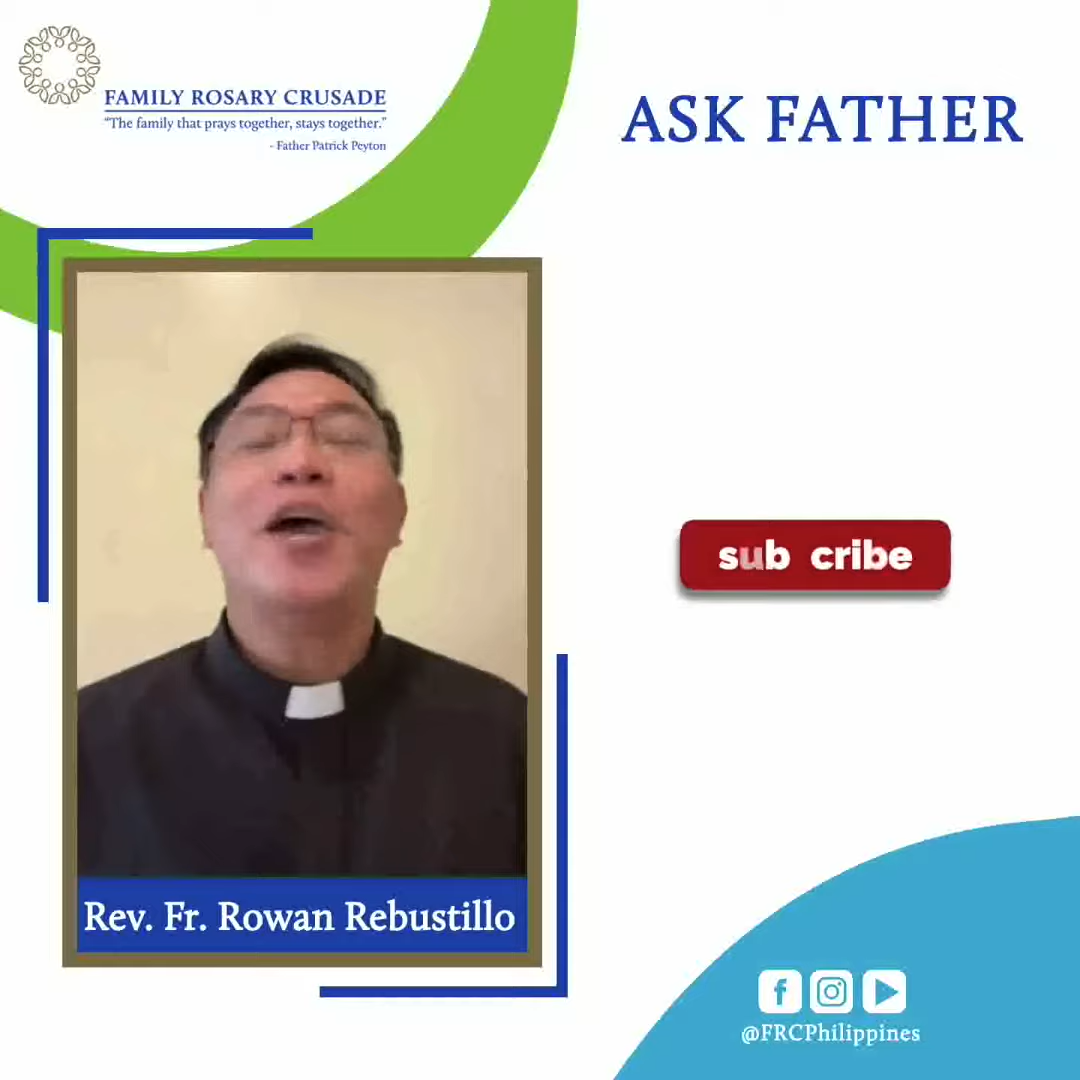 FAMILY ROSARY CRUSADE
"The family that prays together, stays together."
- Father Patrick Peyton
ASK FATHER
sub cribe
Rev. Fr. Rowan Rebustillo
@FRCPhilippines